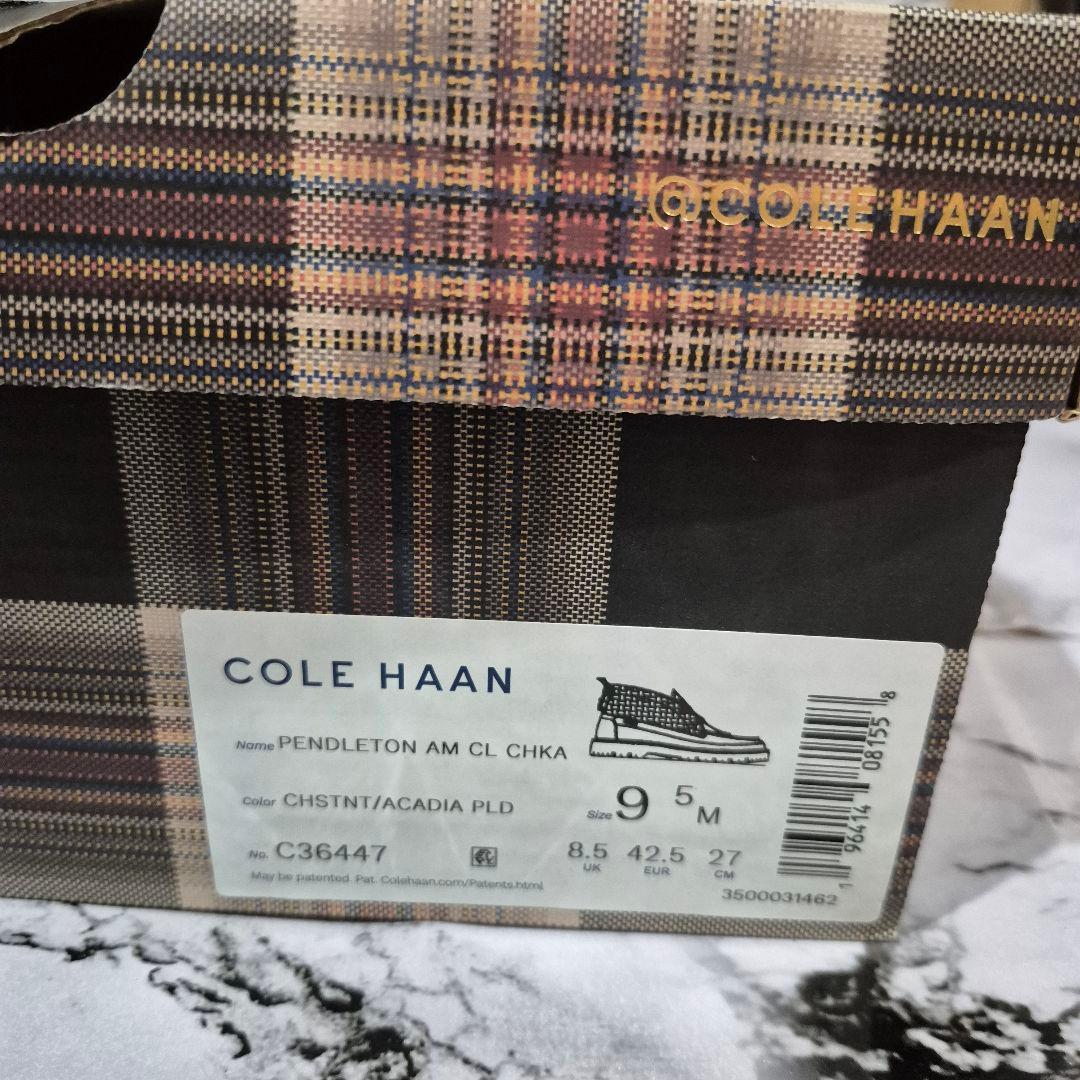 @COLEHAAN
COLE HAAN
Name PENDLETON AM CL CHKA
Color CHSTNT/ACADIA PLD
Size 9 5 M
No. C36447
8.5 42.5 27
UK EUR CM
May be patented. Pat. Colehaan.com/Patents.html
3500031462
1 96414 08155 8